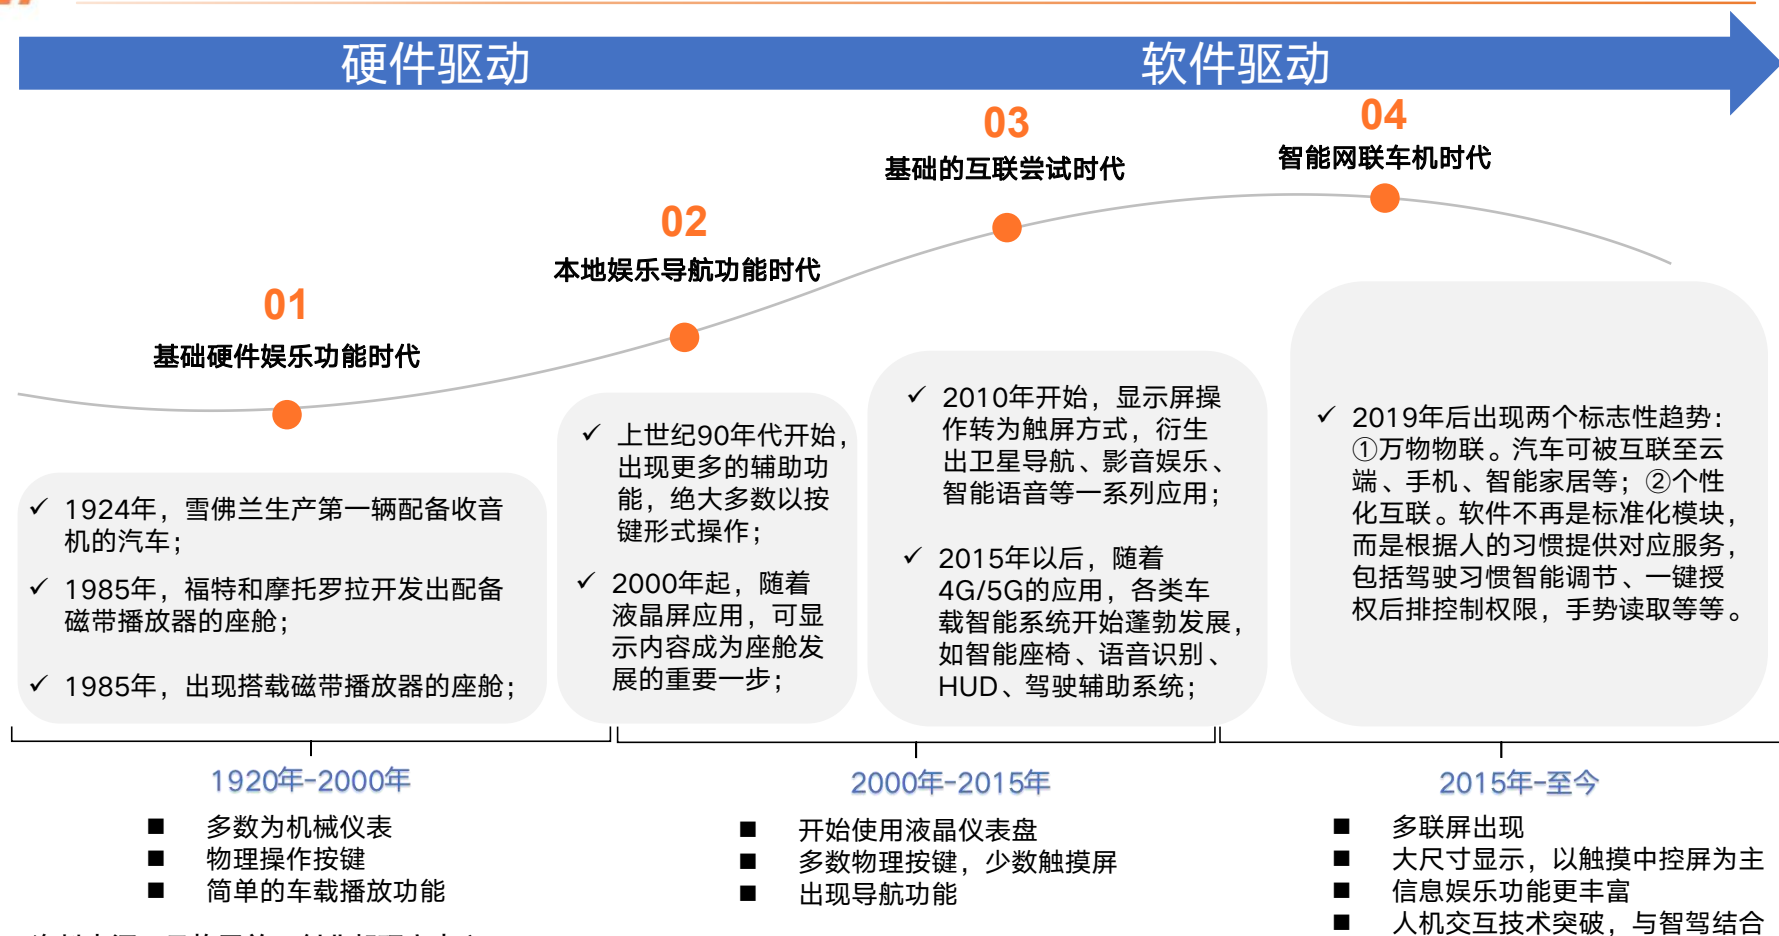 硬件驱动
软件驱动
01
基础硬件娱乐功能时代
02
本地娱乐导航功能时代
03
基础的互联尝试时代
04
智能网联车机时代
✓ 1924年，雪佛兰生产第一辆配备收音
机的汽车；
✓ 1985年，福特和摩托罗拉开发出配备
磁带播放器的座舱；
✓ 1985年，出现搭载磁带播放器的座舱；
✓ 上世纪90年代开始，
出现更多的辅助功
能，绝大多数以按
键形式操作；
✓ 2000年起，随着
液晶屏应用，可显
示内容成为座舱发
展的重要一步；
✓ 2010年开始，显示屏操
作转为触屏方式，衍生
出卫星导航、影音娱乐、
智能语音等一系列应用；
✓ 2015年以后，随着
4G/5G的应用，各类车
载智能系统开始蓬勃发展，
如智能座椅、语音识别、
HUD、驾驶辅助系统；
✓ 2019年后出现两个标志性趋势：
①万物物联。汽车可被互联至云
端、手机、智能家居等；②个性
化互联。软件不再是标准化模块，
而是根据人的习惯提供对应服务，
包括驾驶习惯智能调节、一键授
权后排控制权限，手势读取等等。
1920年-2000年
■ 多数为机械仪表
■ 物理操作按键
■ 简单的车载播放功能
2000年-2015年
■ 开始使用液晶仪表盘
■ 多数物理按键，少数触摸屏
■ 出现导航功能
2015年-至今
■ 多联屏出现
■ 大尺寸显示，以触摸中控屏为主
■ 信息娱乐功能更丰富
■ 人机交互技术突破，与智驾结合